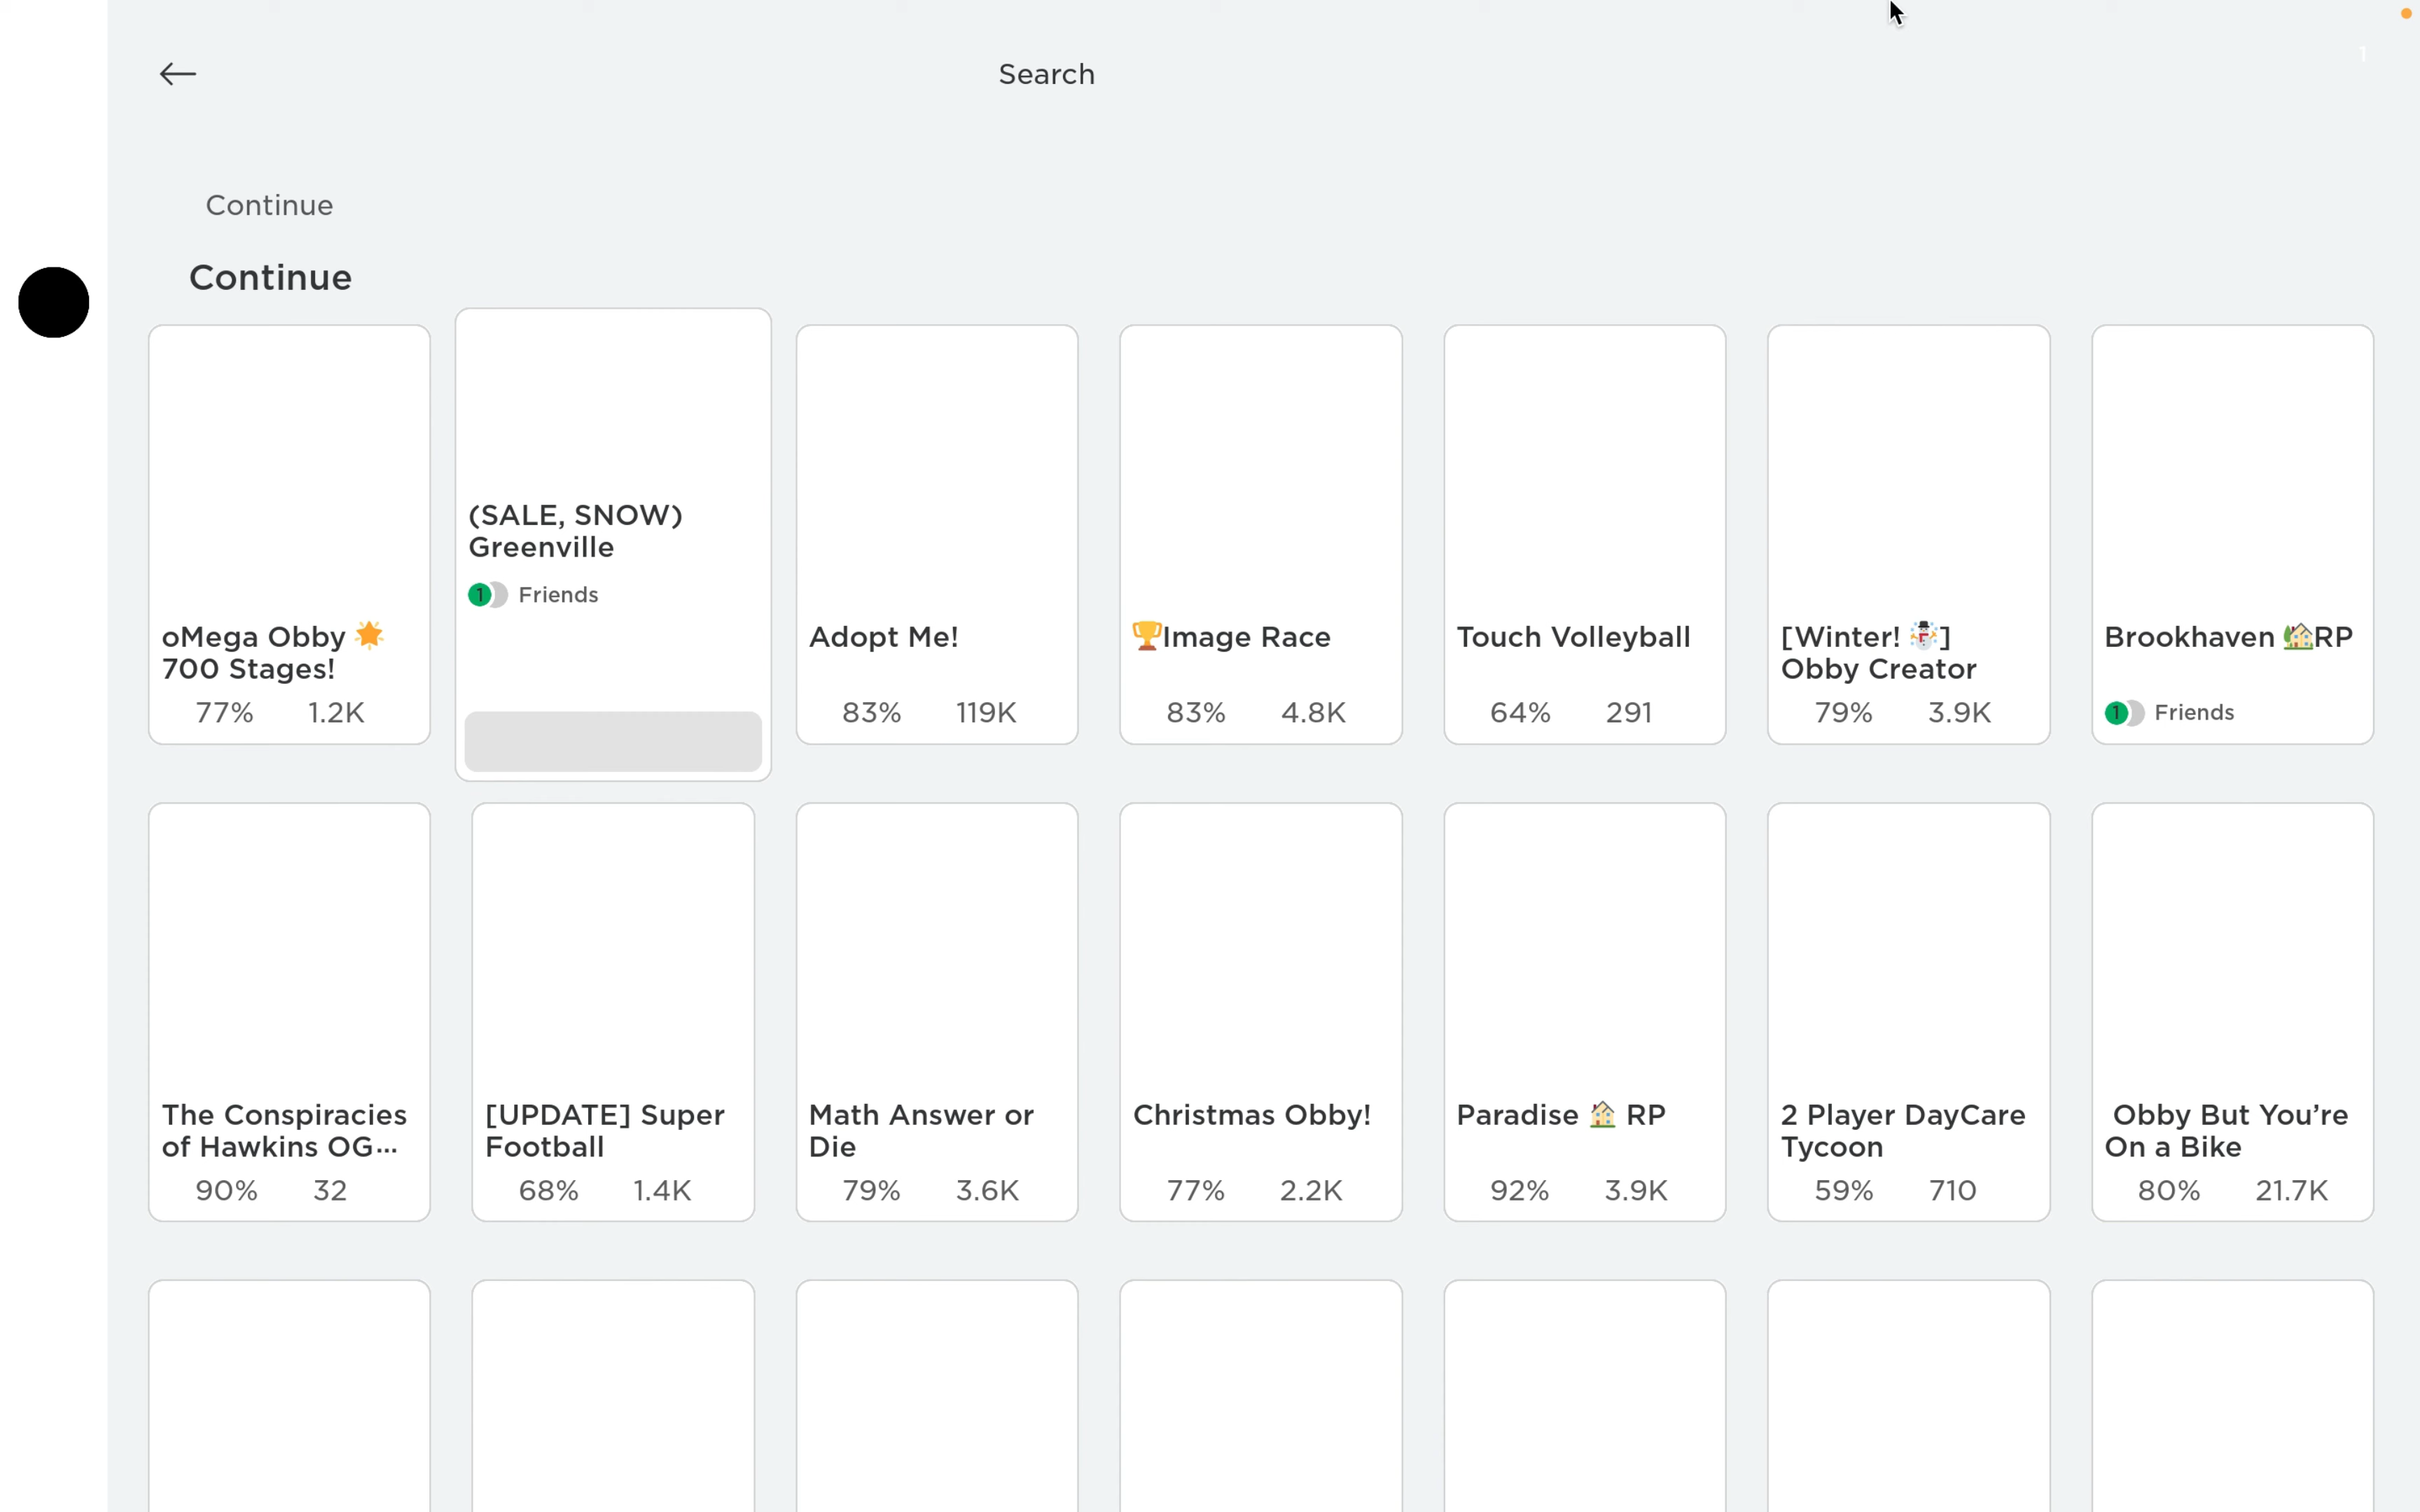 1
Search
Continue
Continue
(SALE, SNOW)
Greenville
1 Friends
oMega Obby 🌟
700 Stages!
77% 1.2K
Adopt Me!
83% 119K
🏆Image Race
83% 4.8K
Touch Volleyball
64% 291
[Winter! ☃️]
Obby Creator
79% 3.9K
Brookhaven 🏡RP
1 Friends
The Conspiracies
of Hawkins OG...
90% 32
[UPDATE] Super
Football
68% 1.4K
Math Answer or
Die
79% 3.6K
Christmas Obby!
77% 2.2K
Paradise 🏠 RP
92% 3.9K
2 Player DayCare
Tycoon
59% 710
Obby But You’re
On a Bike
80% 21.7K